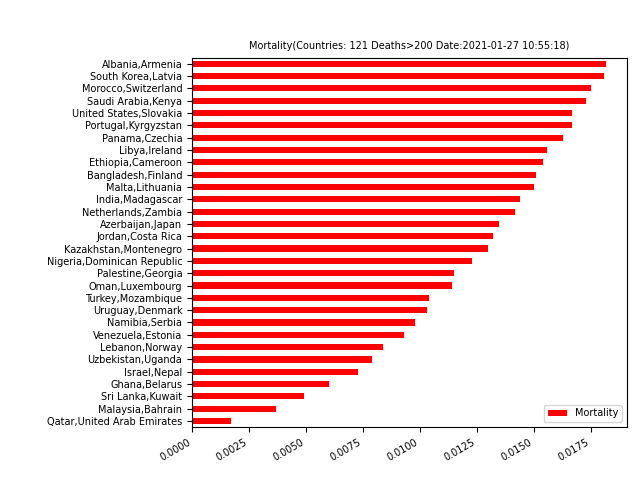 Mortality(Countries: 121 Deaths>200 Date:2021-01-27 10:55:18)
Albania,Armenia
South Korea,Latvia
Morocco,Switzerland
Saudi Arabia,Kenya
United States,Slovakia
Portugal,Kyrgyzstan
Panama,Czechia
Libya,Ireland
Ethiopia,Cameroon
Bangladesh,Finland
Malta,Lithuania
India,Madagascar
Netherlands,Zambia
Azerbaijan,Japan
Jordan,Costa Rica
Kazakhstan,Montenegro
Nigeria,Dominican Republic
Palestine,Georgia
Oman,Luxembourg
Turkey,Mozambique
Uruguay,Denmark
Namibia,Serbia
Venezuela,Estonia
Lebanon,Norway
Uzbekistan,Uganda
Israel,Nepal
Ghana,Belarus
Sri Lanka,Kuwait
Malaysia,Bahrain
Qatar,United Arab Emirates
Mortality
0.0000 0.0025 0.0050 0.0075 0.0100 0.0125 0.0150 0.0175